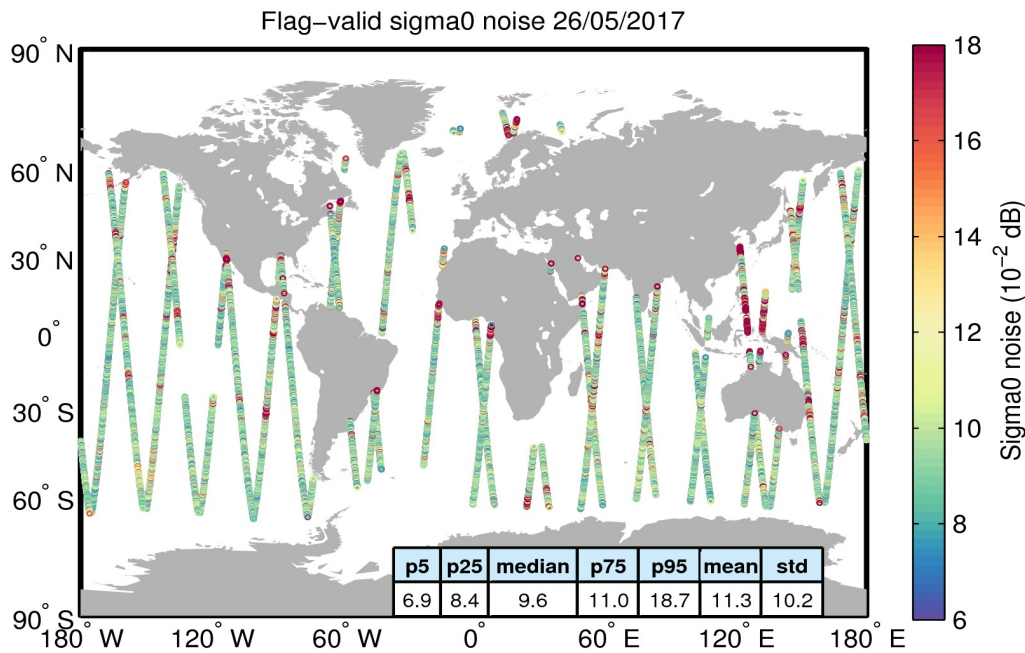 Flag−valid sigma0 noise 26/05/2017
90° N
60° N
30° N
0°
30° S
60° S
90° S
180° W
120° W
60° W
0°
60° E
120° E
180° E
p5 p25 median p75 p95 mean std
6.9 8.4 9.6 11.0 18.7 11.3 10.2
18
16
14
12
10
8
6
Sigma0 noise (10⁻² dB)